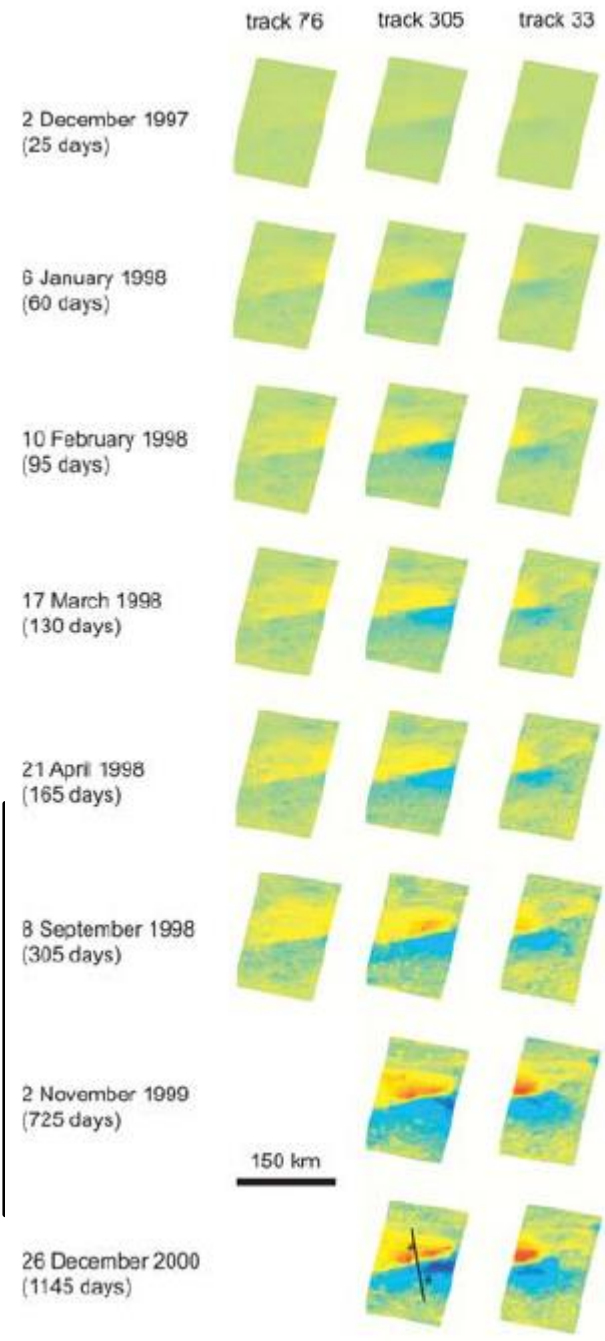 track 76 track 305 track 33
2 December 1997
(25 days)
6 January 1998
(60 days)
10 February 1998
(95 days)
17 March 1998
(130 days)
21 April 1998
(165 days)
8 September 1998
(305 days)
2 November 1999
(725 days)
150 km
26 December 2000
(1145 days)